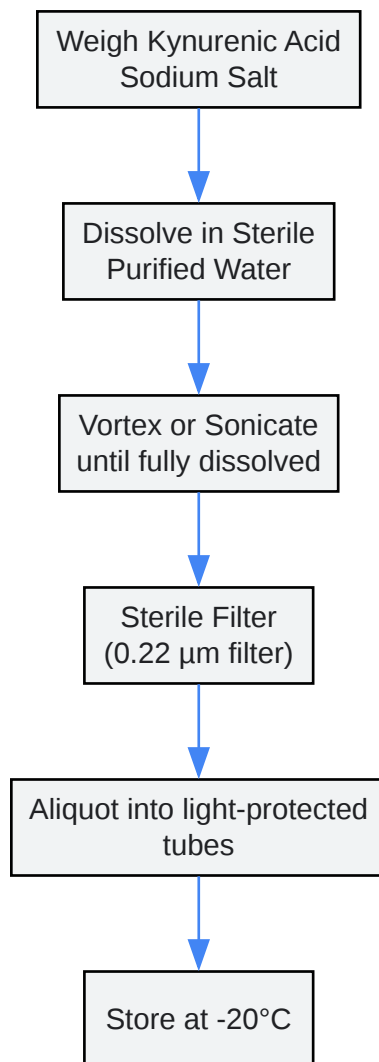 Weigh Kynurenic Acid
Sodium Salt
Dissolve in Sterile
Purified Water
Vortex or Sonicate
until fully dissolved
Sterile Filter
(0.22 µm filter)
Aliquot into light-protected
tubes
Store at -20°C